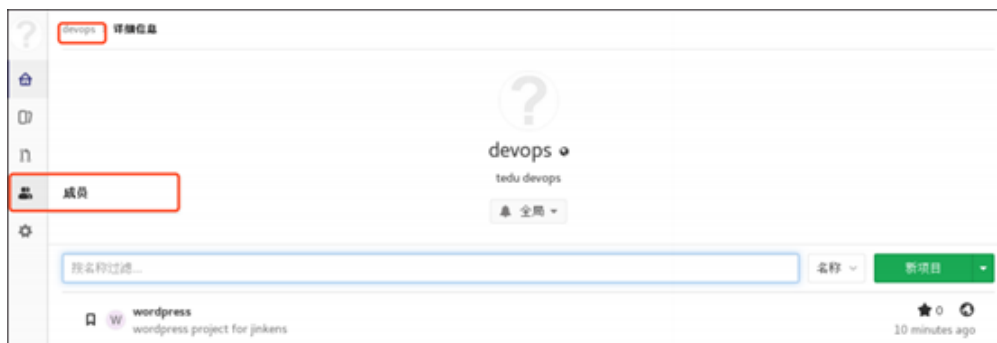 devops
详细信息
devops
tedu devops
成员
全局
按名称过滤...
名称
新项目
W
wordpress
wordpress project for jinkens
0
10 minutes ago